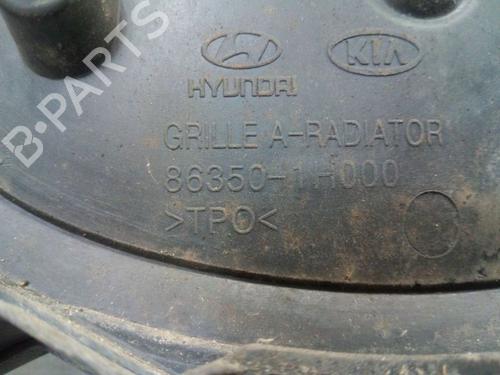 B-PARTS
HYUNDAI
KIA
GRILLE A-RADIATOR
86350-1H000
>TPO<